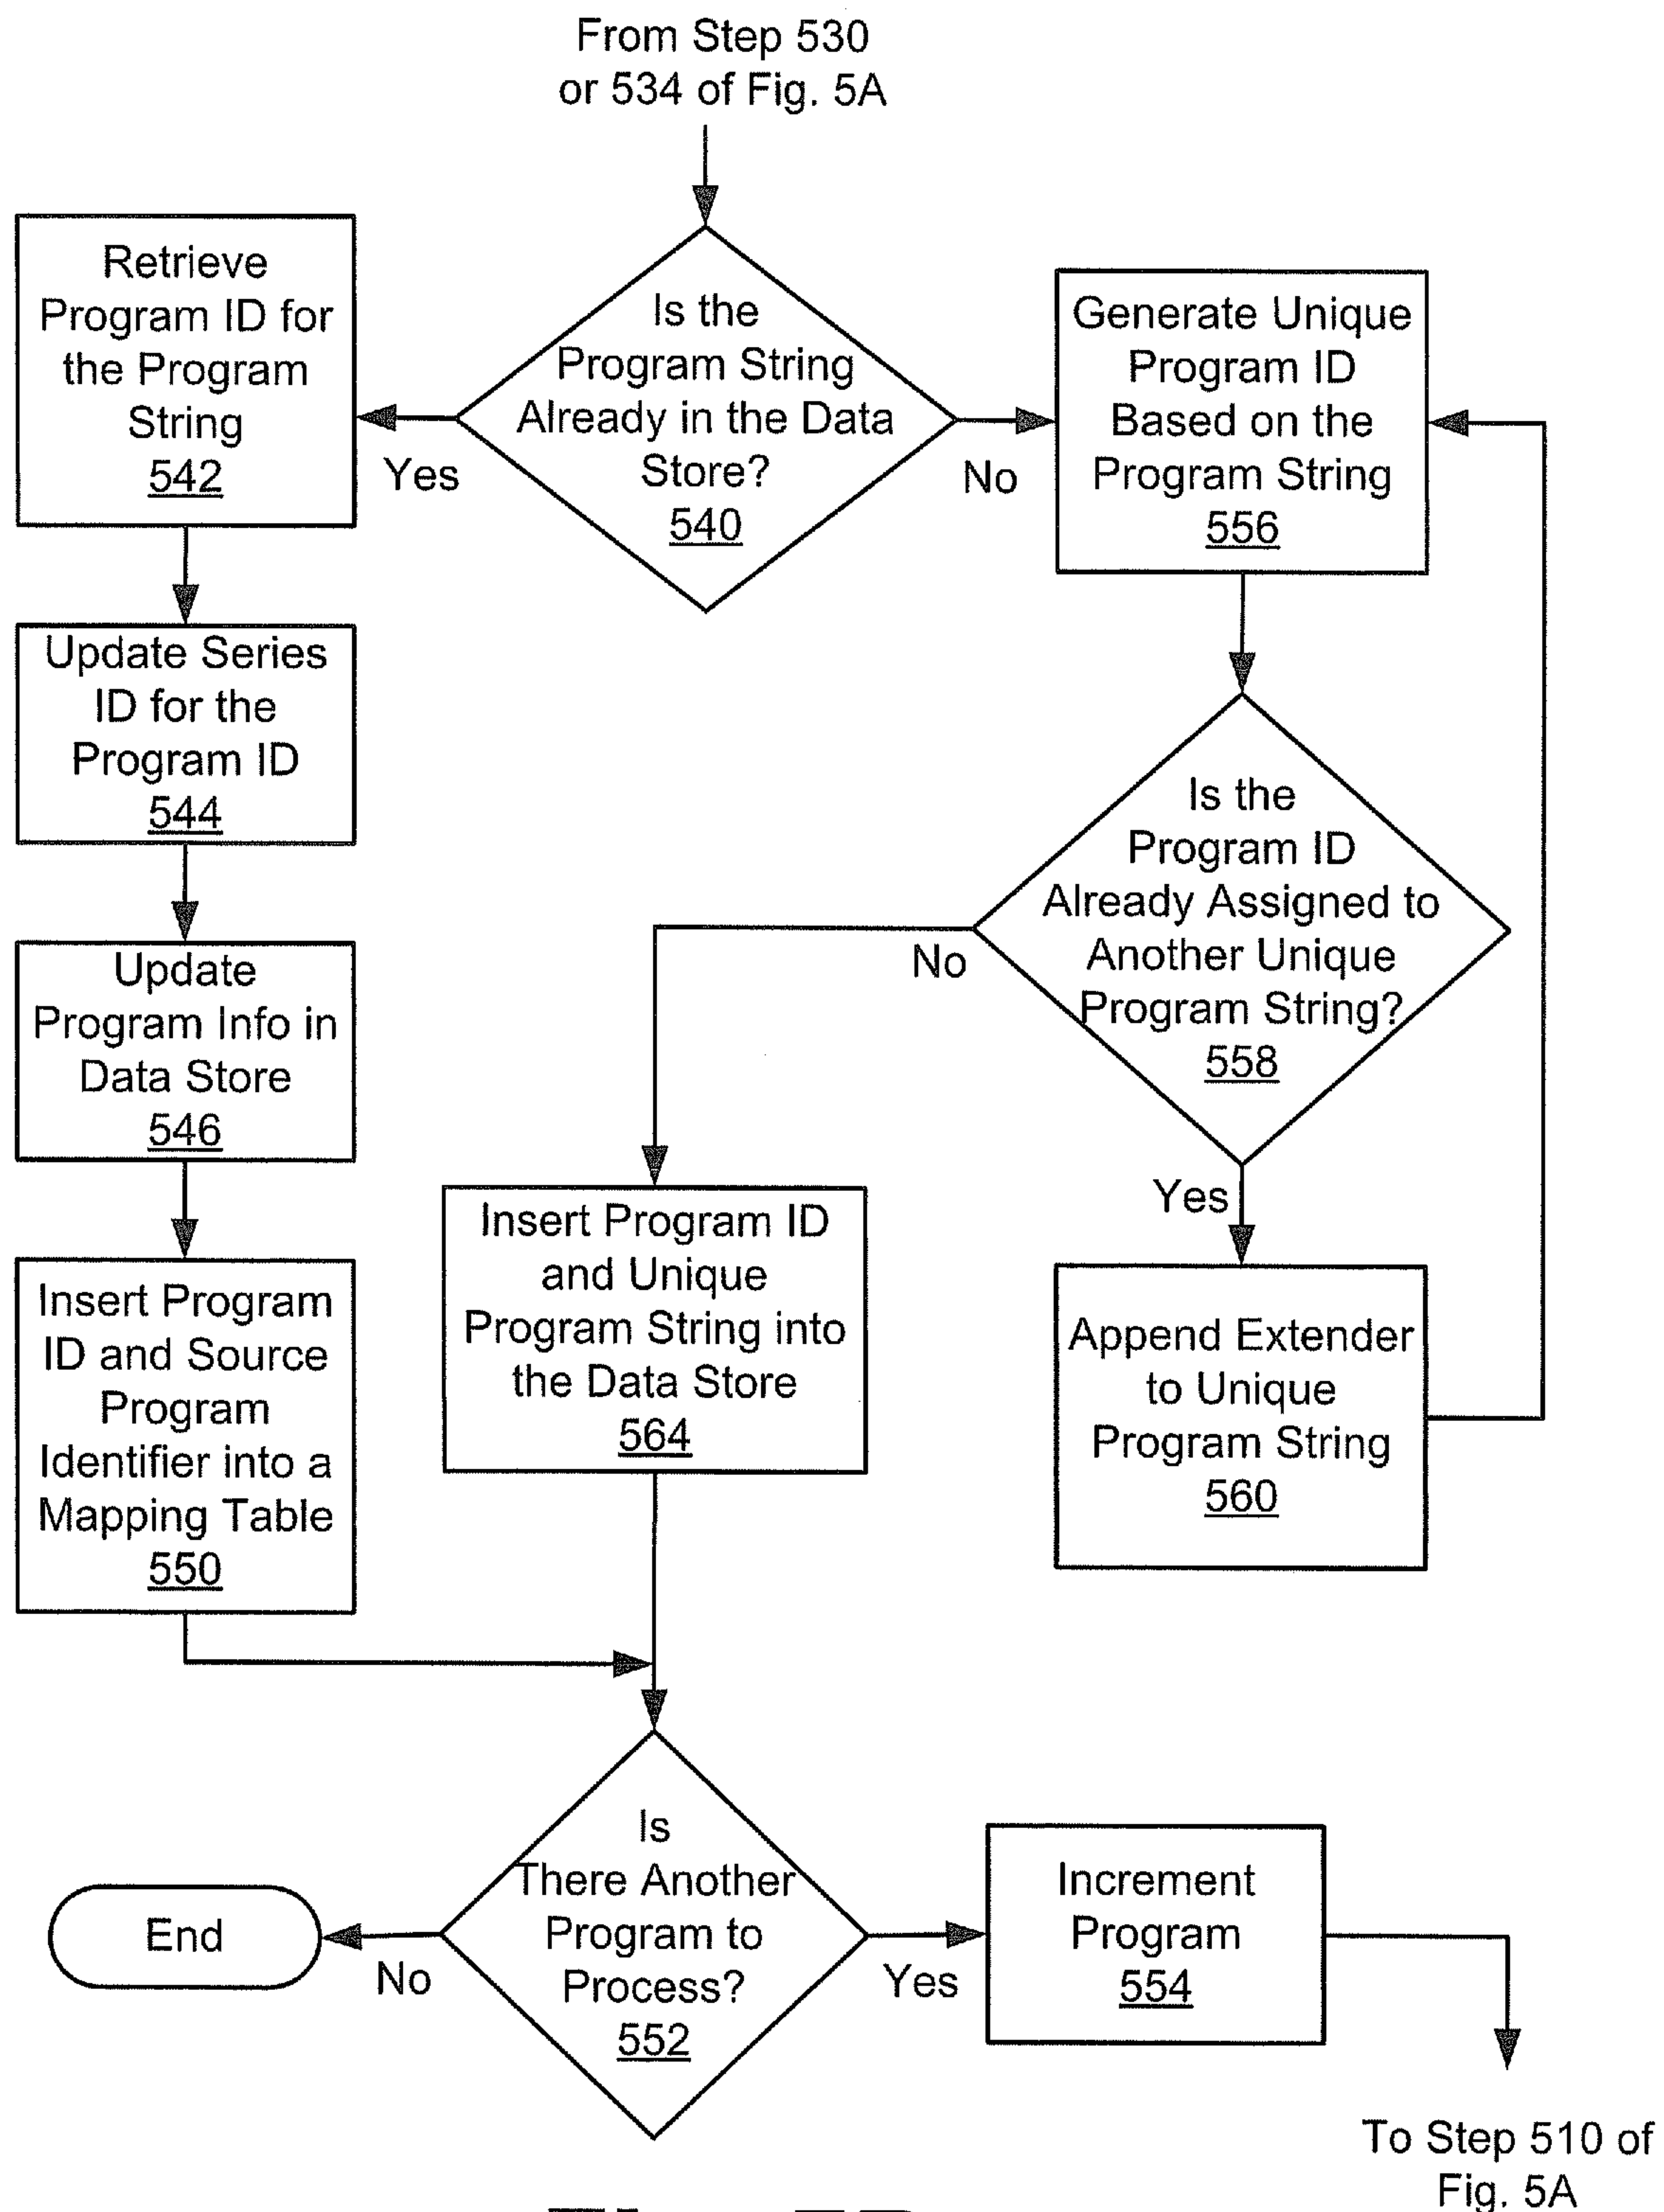 From Step 530
or 534 of Fig. 5A
Retrieve
Program ID for
the Program
String
542
Yes
Is the
Program String
Already in the Data
Store?
540
No
Generate Unique
Program ID
Based on the
Program String
556
Update Series
ID for the
Program ID
544
Is the
Program ID
Already Assigned to
Another Unique
Program String?
558
No
Yes
Update
Program Info in
Data Store
546
Insert Program ID
and Unique
Program String into
the Data Store
564
Append Extender
to Unique
Program String
560
Insert Program
ID and Source
Program
Identifier into a
Mapping Table
550
Is
There Another
Program to
Process?
552
End
No
Yes
Increment
Program
554
To Step 510 of
Fig. 5A